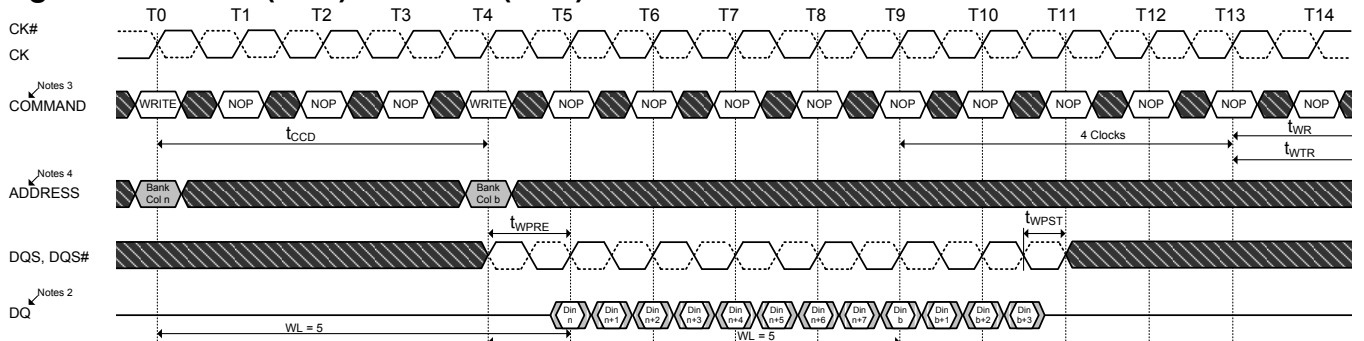 T0 T1 T2 T3 T4 T5 T6 T7 T8 T9 T10 T11 T12 T13 T14
CK#
CK
Notes 3
COMMAND WRITE NOP NOP NOP WRITE NOP NOP NOP NOP NOP NOP NOP NOP NOP NOP
tCCD 4 Clocks tWR
tWTR
Notes 4
ADDRESS Bank Col n Bank Col b
tWPRE tWPST
DQS, DQS#
Notes 2
DQ Din n Din n+1 Din n+2 Din n+3 Din n+4 Din n+5 Din n+6 Din n+7 Din b Din b+1 Din b+2 Din b+3
WL = 5 WL = 5